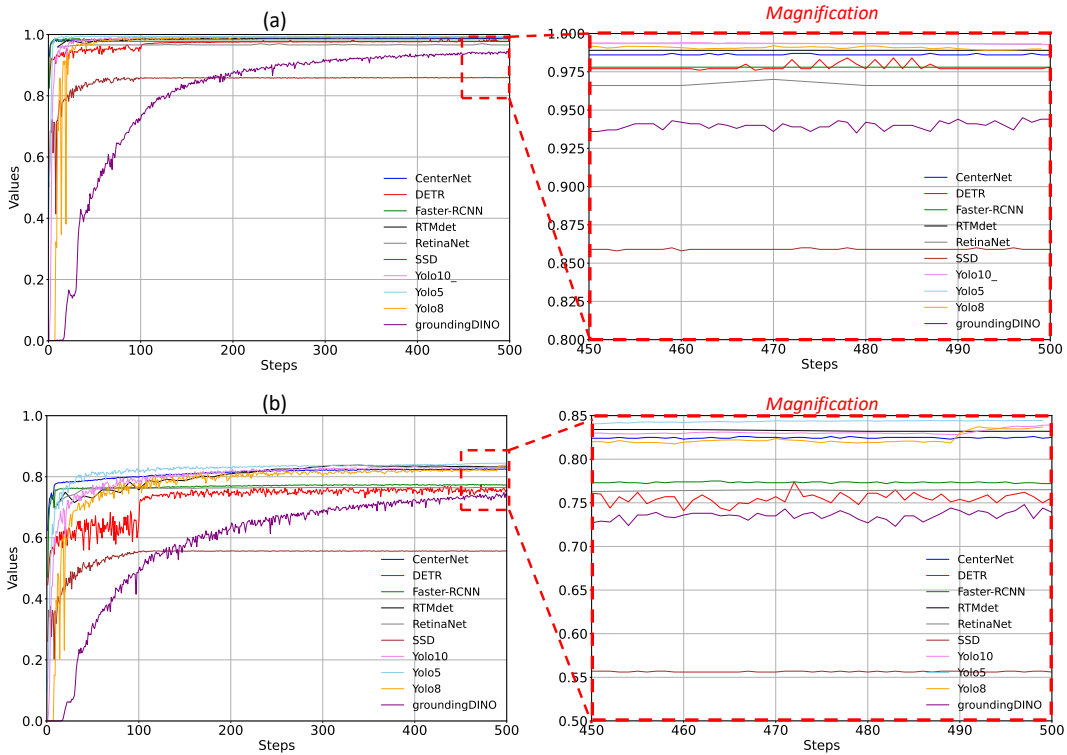 (a)
Magnification
1.0
0.8
0.6
0.4
0.2
0.0
Values
0
100
200
300
400
500
Steps
CenterNet
DETR
Faster-RCNN
RTMdet
RetinaNet
SSD
Yolo10_
Yolo5
Yolo8
groundingDINO
1.000
0.975
0.950
0.925
0.900
0.875
0.850
0.825
0.800
450
460
470
480
490
500
Steps
CenterNet
DETR
Faster-RCNN
RTMdet
RetinaNet
SSD
Yolo10_
Yolo5
Yolo8
groundingDINO
(b)
Magnification
1.0
0.8
0.6
0.4
0.2
0.0
Values
0
100
200
300
400
500
Steps
CenterNet
DETR
Faster-RCNN
RTMdet
RetinaNet
SSD
Yolo10
Yolo5
Yolo8
groundingDINO
0.85
0.80
0.75
0.70
0.65
0.60
0.55
0.50
450
460
470
480
490
500
Steps
CenterNet
DETR
Faster-RCNN
RTMdet
RetinaNet
SSD
Yolo10
Yolo5
Yolo8
groundingDINO